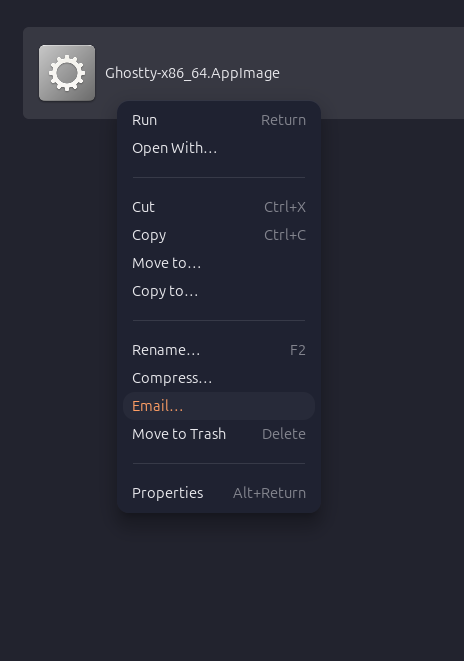 Ghostty-x86_64.AppImage
Run Return
Open With...
Cut Ctrl+X
Copy Ctrl+C
Move to...
Copy to...
Rename... F2
Compress...
Email...
Move to Trash Delete
Properties Alt+Return